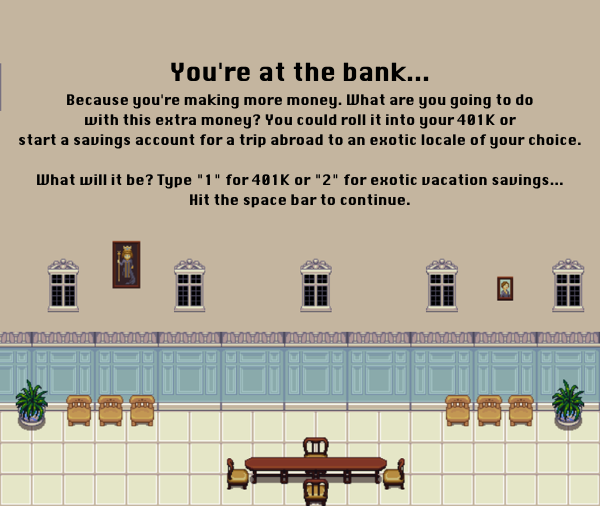 You're at the bank...
Because you're making more money. What are you going to do
with this extra money? You could roll it into your 401K or
start a savings account for a trip abroad to an exotic locale of your choice.
What will it be? Type "1" for 401K or "2" for exotic vacation savings...
Hit the space bar to continue.